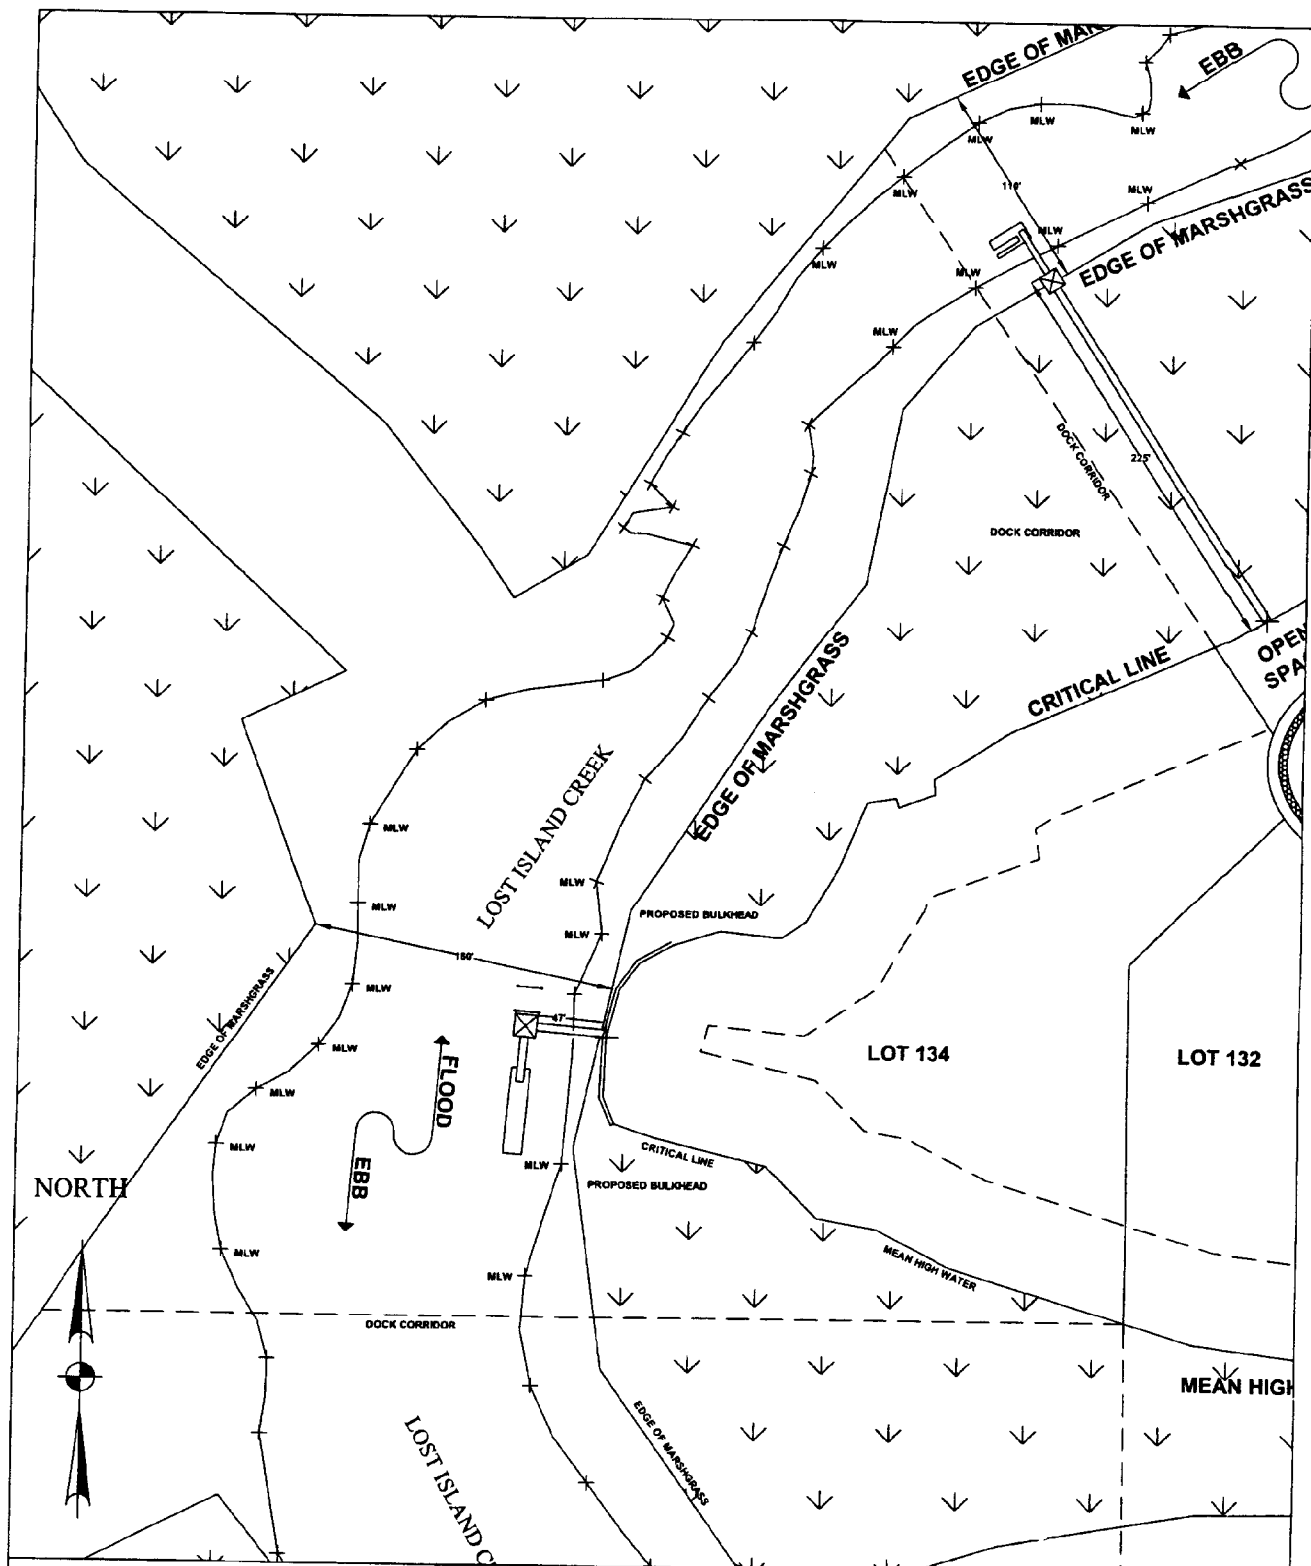 EDGE OF MAR
EBB
MLW
MLW
MLW
MLW
MLW
MLW
110'
MLW
EDGE OF MARSHGRASS
MLW
MLW
MLW
DOCK CORRIDOR
225'
DOCK CORRIDOR
OPEN
SPA
CRITICAL LINE
EDGE OF MARSHGRASS
LOST ISLAND CREEK
MLW
MLW
MLW
PROPOSED BULKHEAD
MLW
EDGE OF MARSHGRASS
MLW
47'
MLW
LOT 134
LOT 132
FLOOD
EBB
MLW
MLW
CRITICAL LINE
MLW
PROPOSED BULKHEAD
NORTH
MLW
MEAN HIGH WATER
MLW
DOCK CORRIDOR
MEAN HIGH
EDGE OF MARSHGRASS
LOST ISLAND C